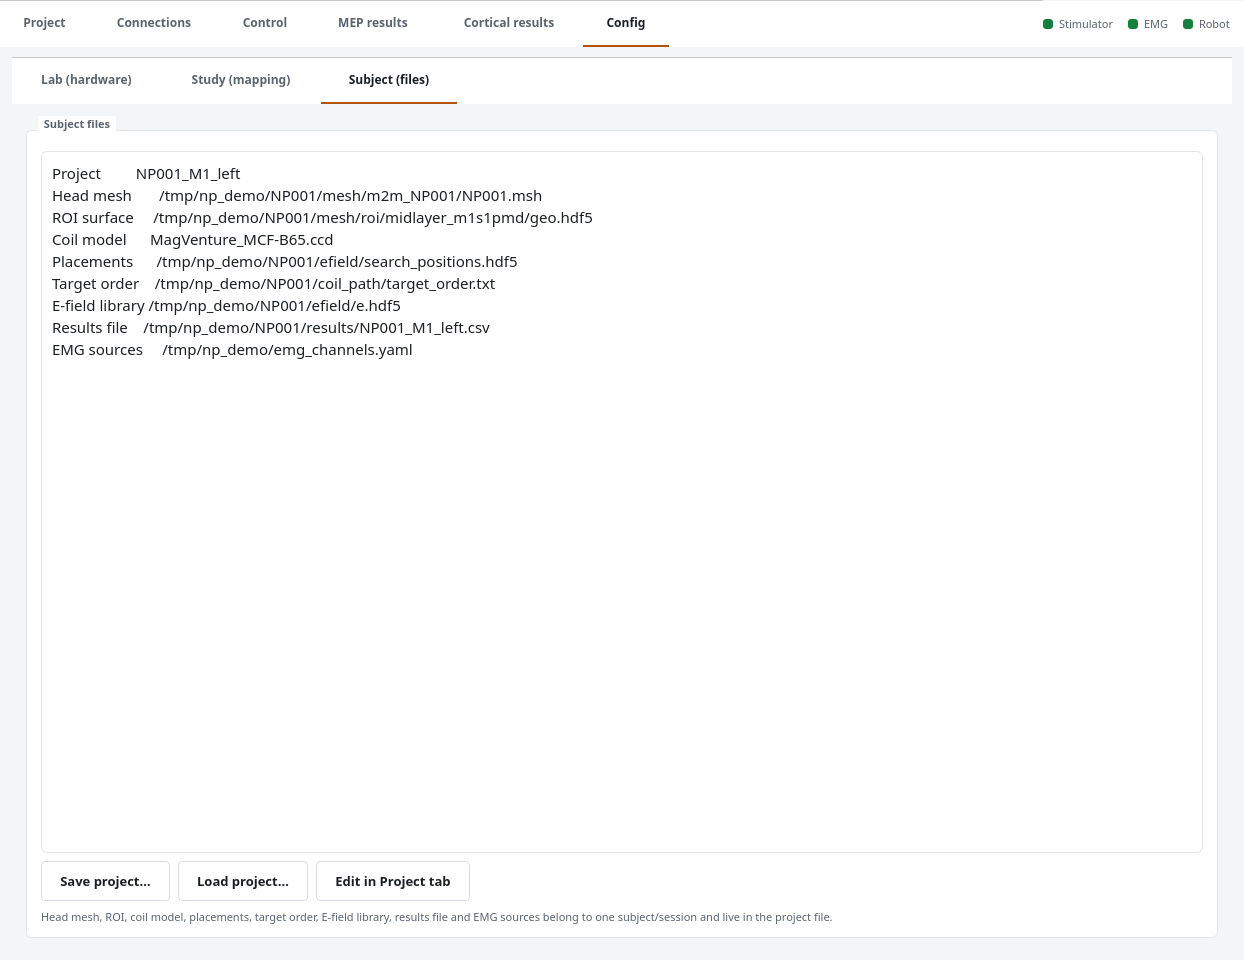 Project Connections Control MEP results Cortical results Config Stimulator EMG Robot
Lab (hardware) Study (mapping) Subject (files)
Subject files
Project NP001_M1_left
Head mesh /tmp/np_demo/NP001/mesh/m2m_NP001/NP001.msh
ROI surface /tmp/np_demo/NP001/mesh/roi/midlayer_m1s1pmd/geo.hdf5
Coil model MagVenture_MCF-B65.ccd
Placements /tmp/np_demo/NP001/efield/search_positions.hdf5
Target order /tmp/np_demo/NP001/coil_path/target_order.txt
E-field library /tmp/np_demo/NP001/efield/e.hdf5
Results file /tmp/np_demo/NP001/results/NP001_M1_left.csv
EMG sources /tmp/np_demo/emg_channels.yaml
Save project... Load project... Edit in Project tab
Head mesh, ROI, coil model, placements, target order, E-field library, results file and EMG sources belong to one subject/session and live in the project file.